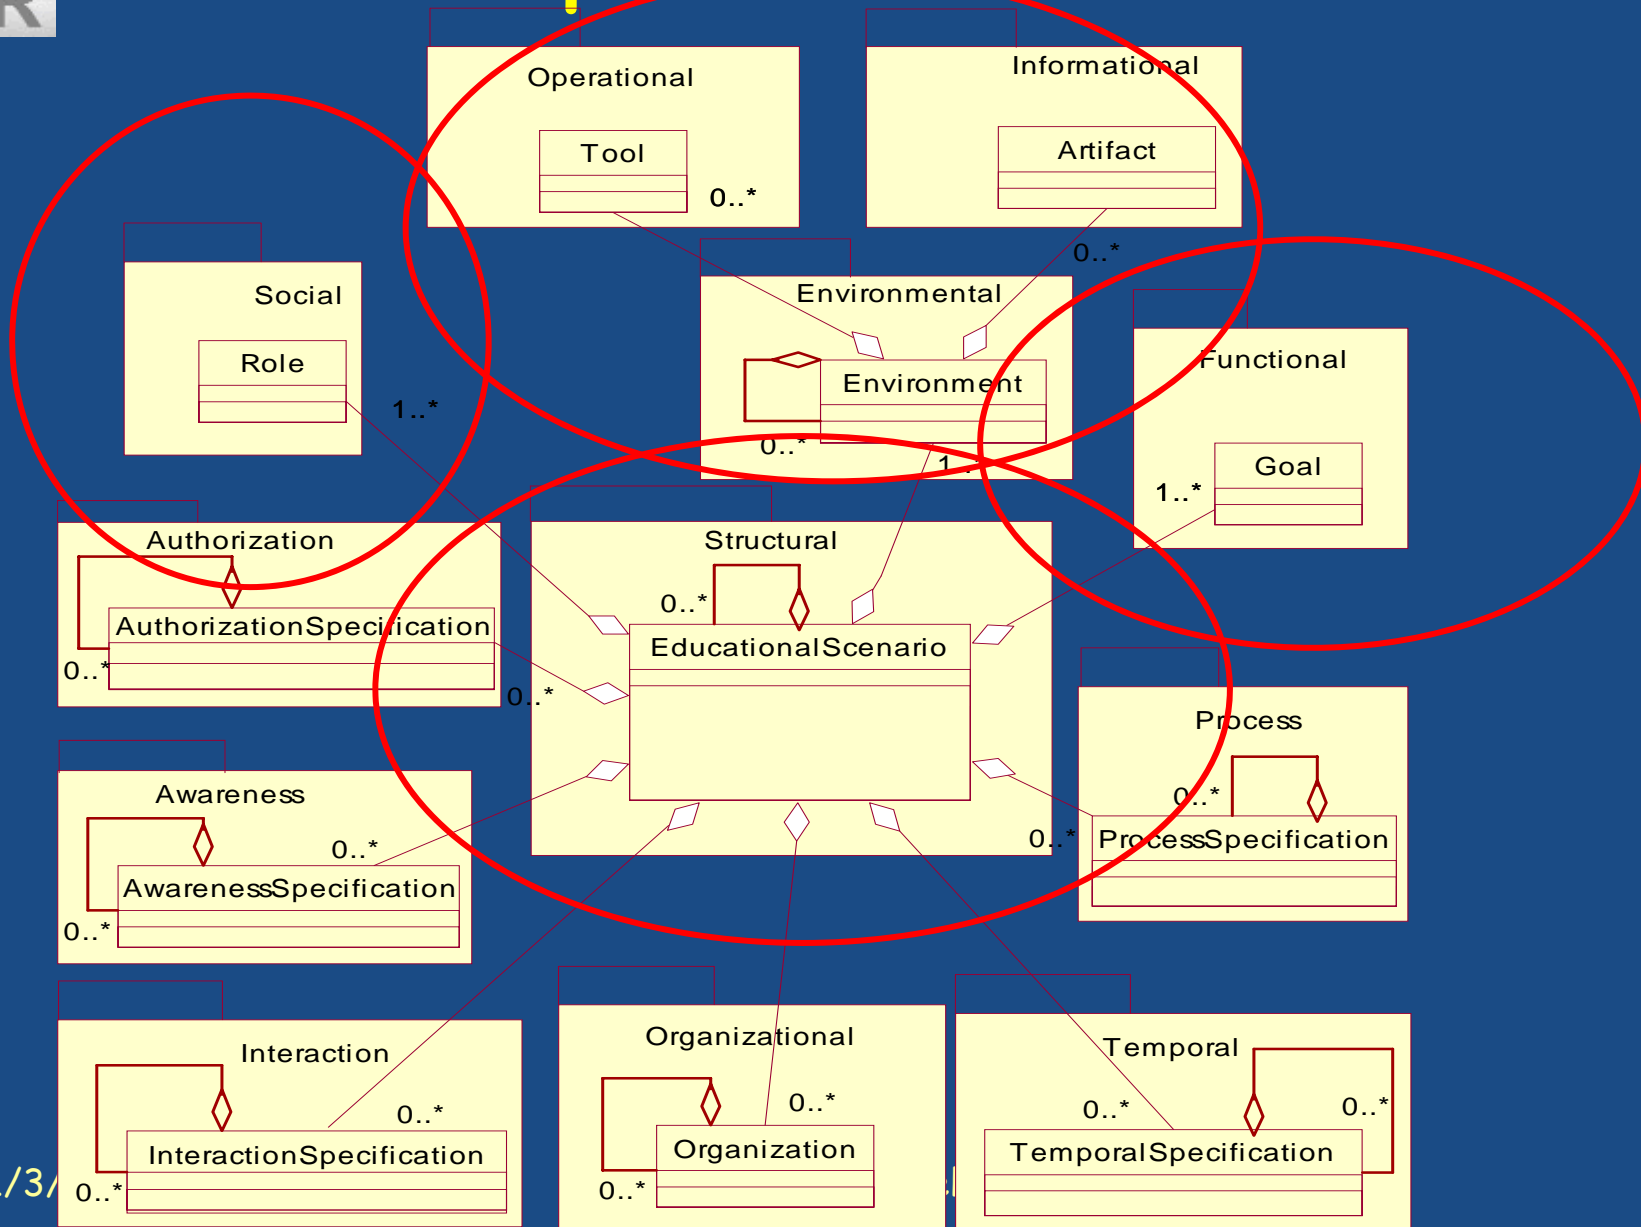 R
Operational
Informational
Tool
Artifact
0..*
0..*
Social
Environmental
Role
Functional
Environment
1..*
0..*
1..
Goal
1..*
Authorization
Structural
0..*
AuthorizationSpecification
EducationalScenario
0..*
0..*
Process
Awareness
0..*
0..*
ProcessSpecification
0..*
AwarenessSpecification
0..*
Organizational
Interaction
Temporal
0..*
0..*
0..*
0..*
Organization
InteractionSpecification
TemporalSpecification
/3/
0..*
0..*